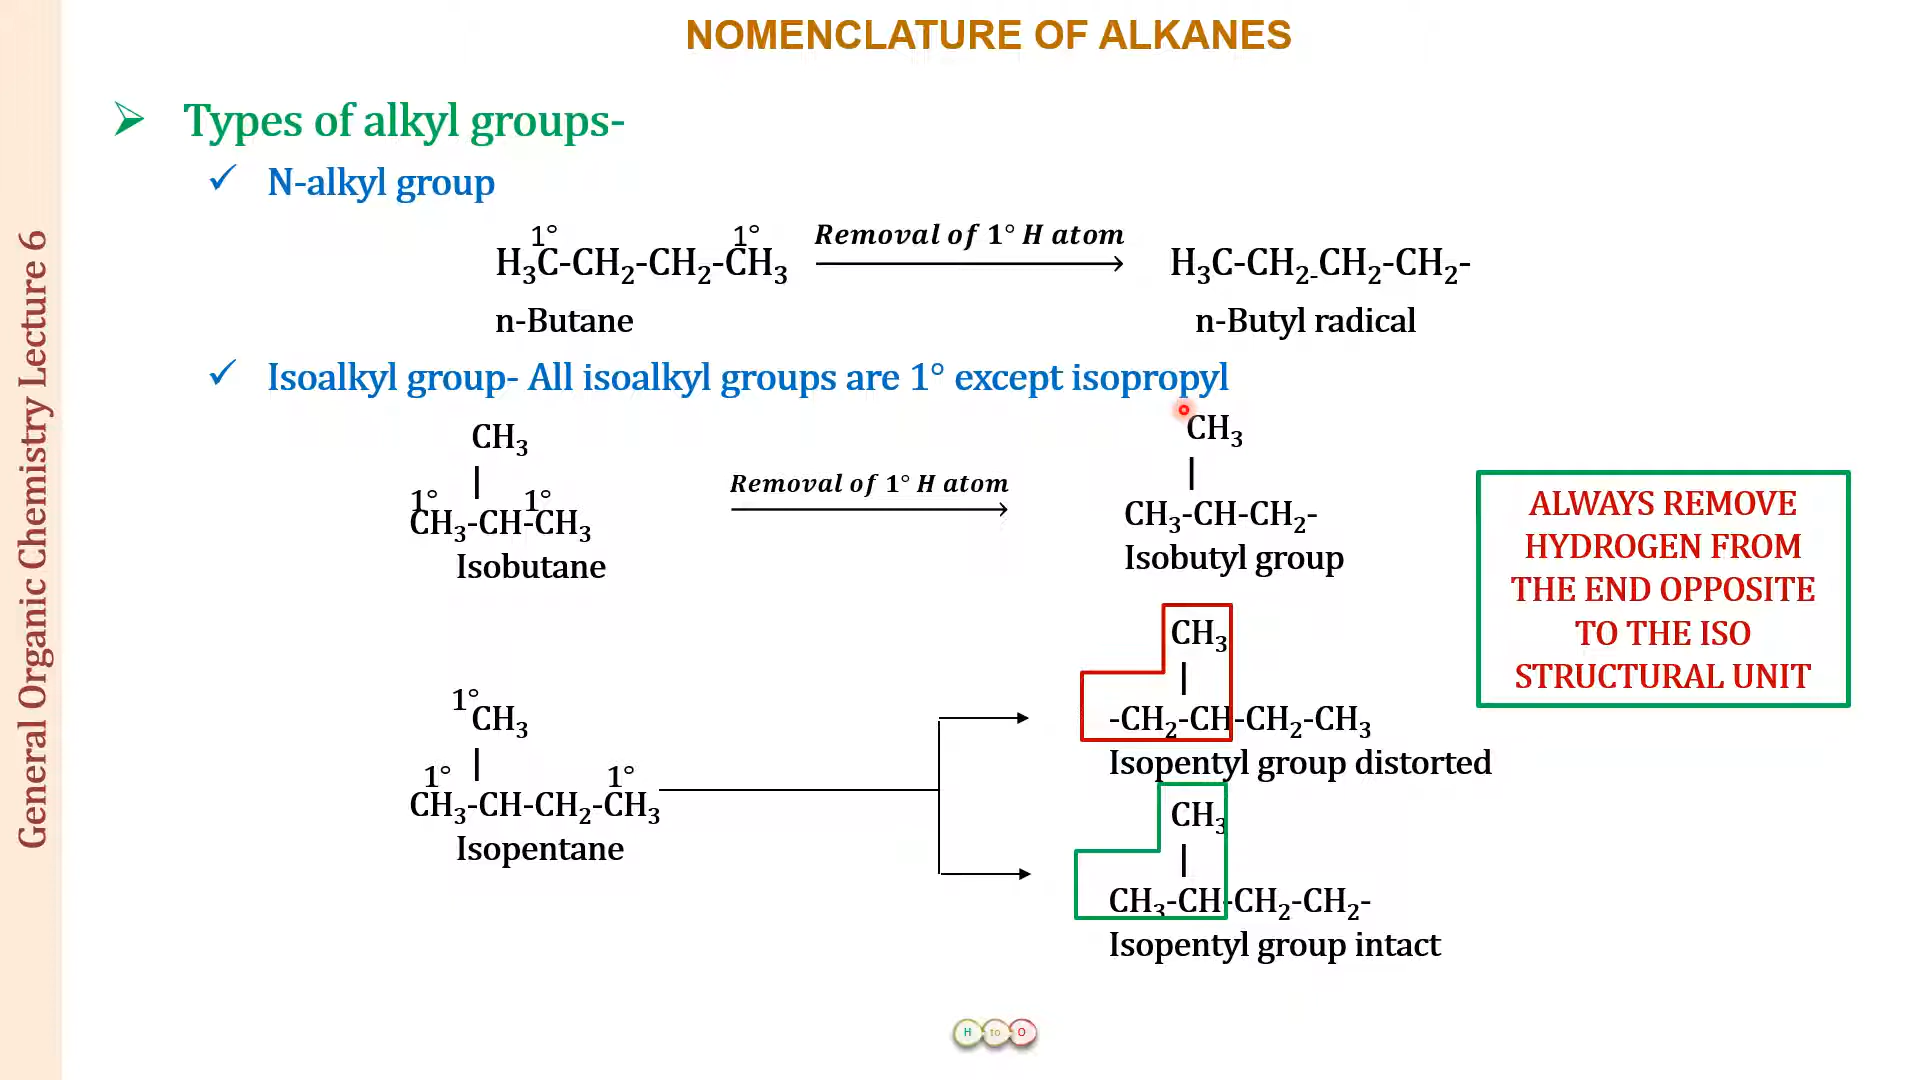 NOMENCLATURE OF ALKANES
General Organic Chemistry Lecture 6
➢ Types of alkyl groups-
✓ N-alkyl group
1° 1°
H₃C-CH₂-CH₂-CH₃
Removal of 1° H atom
H₃C-CH₂-CH₂-CH₂-
n-Butane
n-Butyl radical
✓ Isoalkyl group- All isoalkyl groups are 1° except isopropyl
CH₃
|
1° 1°
CH₃-CH-CH₃
Isobutane
Removal of 1° H atom
CH₃
|
CH₃-CH-CH₂-
Isobutyl group
ALWAYS REMOVE
HYDROGEN FROM
THE END OPPOSITE
TO THE ISO
STRUCTURAL UNIT
1°
CH₃
|
1° 1°
CH₃-CH-CH₂-CH₃
Isopentane
CH₃
|
-CH₂-CH-CH₂-CH₃
Isopentyl group distorted
CH₃
|
CH₃-CH-CH₂-CH₂-
Isopentyl group intact
H to O